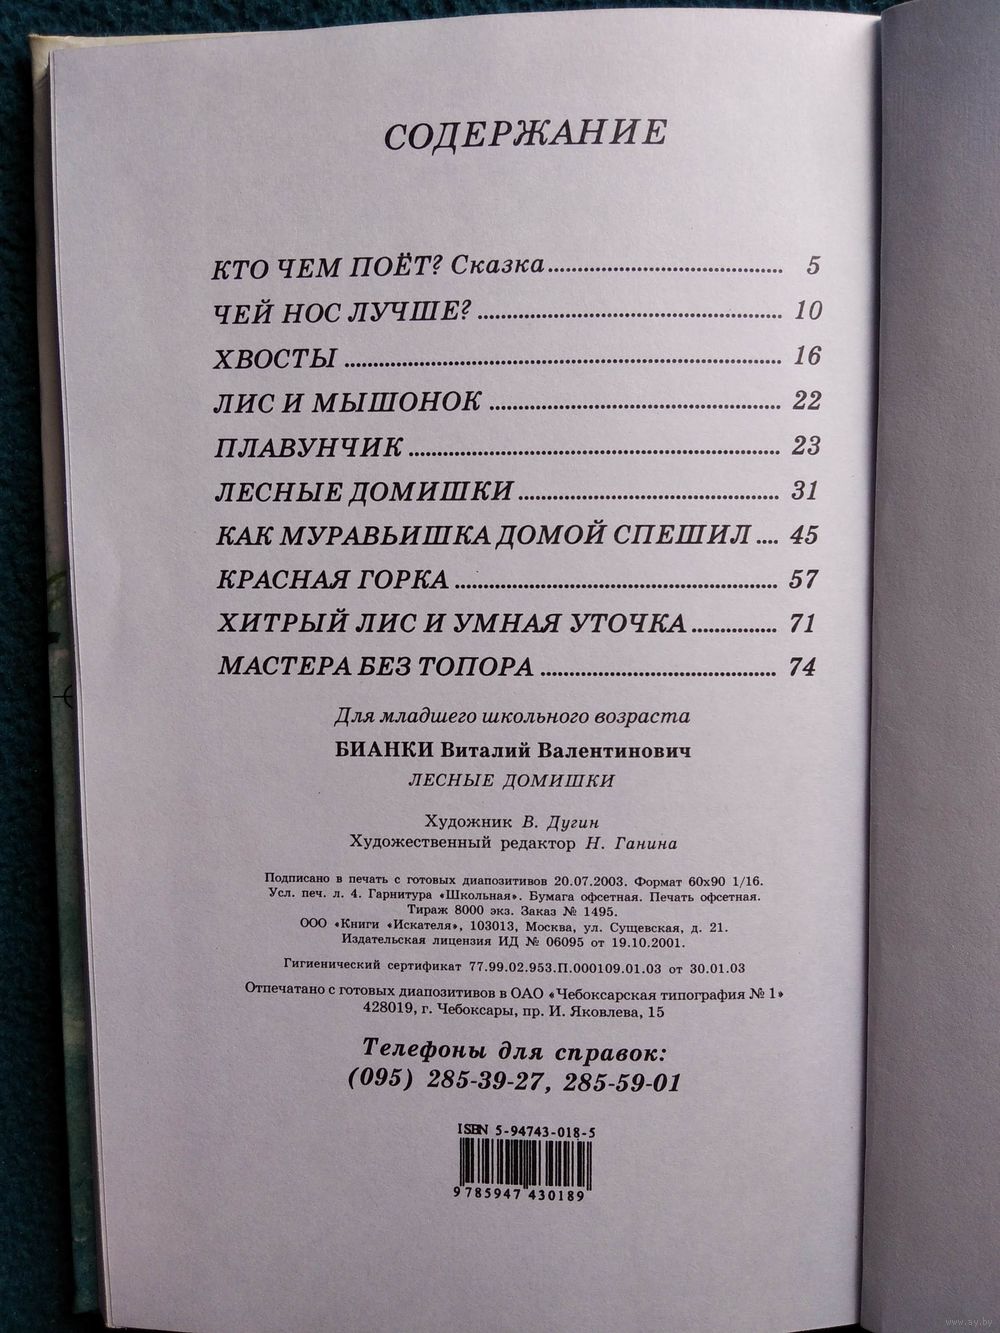 СОДЕРЖАНИЕ
КТО ЧЕМ ПОЁТ? Сказка........................................ 5
ЧЕЙ НОС ЛУЧШЕ? .................................................. 10
ХВОСТЫ ........................................................................ 16
ЛИС И МЫШОНОК ................................................ 22
ПЛАВУНЧИК ............................................................. 23
ЛЕСНЫЕ ДОМИШКИ ........................................... 31
КАК МУРАВЬИШКА ДОМОЙ СПЕШИЛ .... 45
КРАСНАЯ ГОРКА ..................................................... 57
ХИТРЫЙ ЛИС И УМНАЯ УТОЧКА............... 71
МАСТЕРА БЕЗ ТОПОРА ....................................... 74
Для младшего школьного возраста
БИАНКИ Виталий Валентинович
ЛЕСНЫЕ ДОМИШКИ
Художник В. Дугин
Художественный редактор Н. Ганина
Подписано в печать с готовых диапозитивов 20.07.2003. Формат 60х90 1/16.
Усл. печ. л. 4. Гарнитура «Школьная». Бумага офсетная. Печать офсетная.
Тираж 8000 экз. Заказ № 1495.
ООО «Книги «Искателя», 103013, Москва, ул. Сущевская, д. 21.
Издательская лицензия ИД № 06095 от 19.10.2001.
Гигиенический сертификат 77.99.02.953.П.000109.01.03 от 30.01.03
Отпечатано с готовых диапозитивов в ОАО «Чебоксарская типография № 1»
428019, г. Чебоксары, пр. И. Яковлева, 15
Телефоны для справок:
(095) 285-39-27, 285-59-01
ISBN 5-94743-018-5
9 785947 430189
www.ay.by